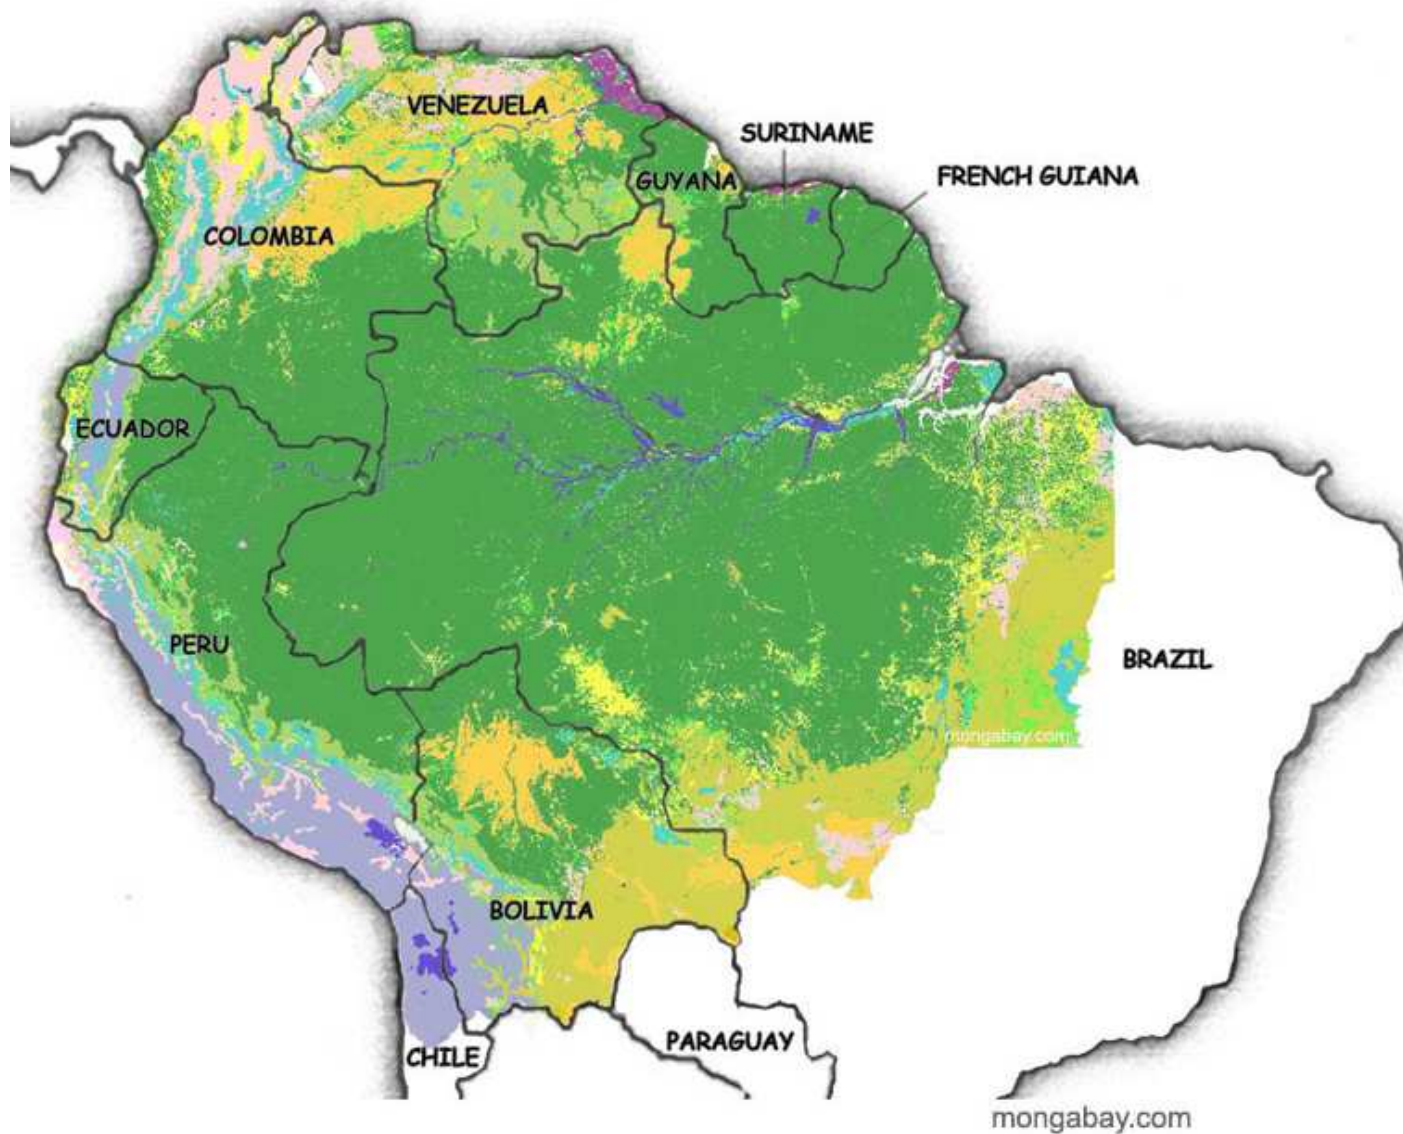 VENEZUELA
SURINAME
GUYANA
FRENCH GUIANA
COLOMBIA
ECUADOR
PERU
BRAZIL
mongabay.com
BOLIVIA
PARAGUAY
CHILE
mongabay.com